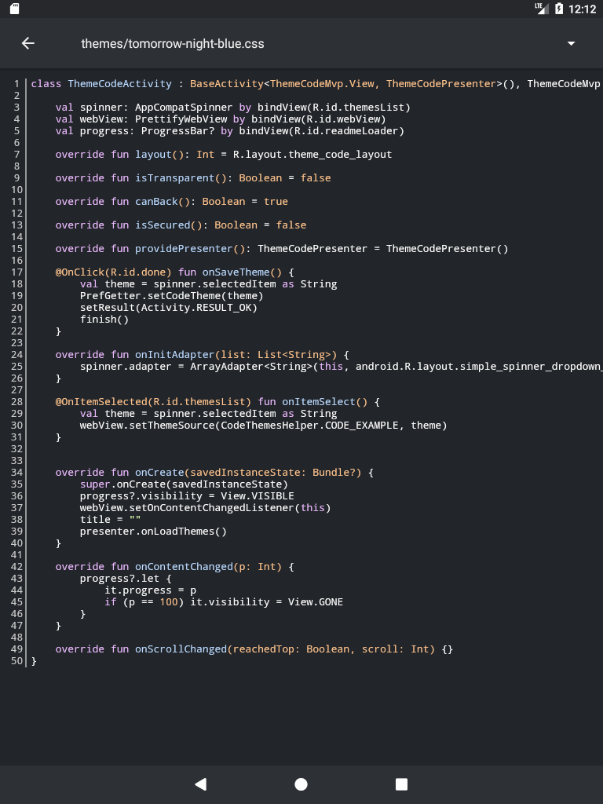 LTE 12:12
themes/tomorrow-night-blue.css
1 class ThemeCodeActivity : BaseActivity<ThemeCodeMvp.View, ThemeCodePresenter>(), ThemeCodeMvp
2
3     val spinner: AppCompatSpinner by bindView(R.id.themesList)
4     val webView: PrettifyWebView by bindView(R.id.webView)
5     val progress: ProgressBar? by bindView(R.id.readmeLoader)
6
7     override fun layout(): Int = R.layout.theme_code_layout
8
9     override fun isTransparent(): Boolean = false
10
11     override fun canBack(): Boolean = true
12
13     override fun isSecured(): Boolean = false
14
15     override fun providePresenter(): ThemeCodePresenter = ThemeCodePresenter()
16
17     @OnClick(R.id.done) fun onSaveTheme() {
18         val theme = spinner.selectedItem as String
19         PrefGetter.setCodeTheme(theme)
20         setResult(Activity.RESULT_OK)
21         finish()
22     }
23
24     override fun onInitAdapter(list: List<String>) {
25         spinner.adapter = ArrayAdapter<String>(this, android.R.layout.simple_spinner_dropdown_
26     }
27
28     @OnItemSelected(R.id.themesList) fun onItemSelect() {
29         val theme = spinner.selectedItem as String
30         webView.setThemeSource(CodeThemesHelper.CODE_EXAMPLE, theme)
31     }
32
33
34     override fun onCreate(savedInstanceState: Bundle?) {
35         super.onCreate(savedInstanceState)
36         progress?.visibility = View.VISIBLE
37         webView.setOnContentChangedListener(this)
38         title = ""
39         presenter.onLoadThemes()
40     }
41
42     override fun onContentChanged(p: Int) {
43         progress?.let {
44             it.progress = p
45             if (p == 100) it.visibility = View.GONE
46         }
47     }
48
49     override fun onScrollChanged(reachedTop: Boolean, scroll: Int) {}
50 }